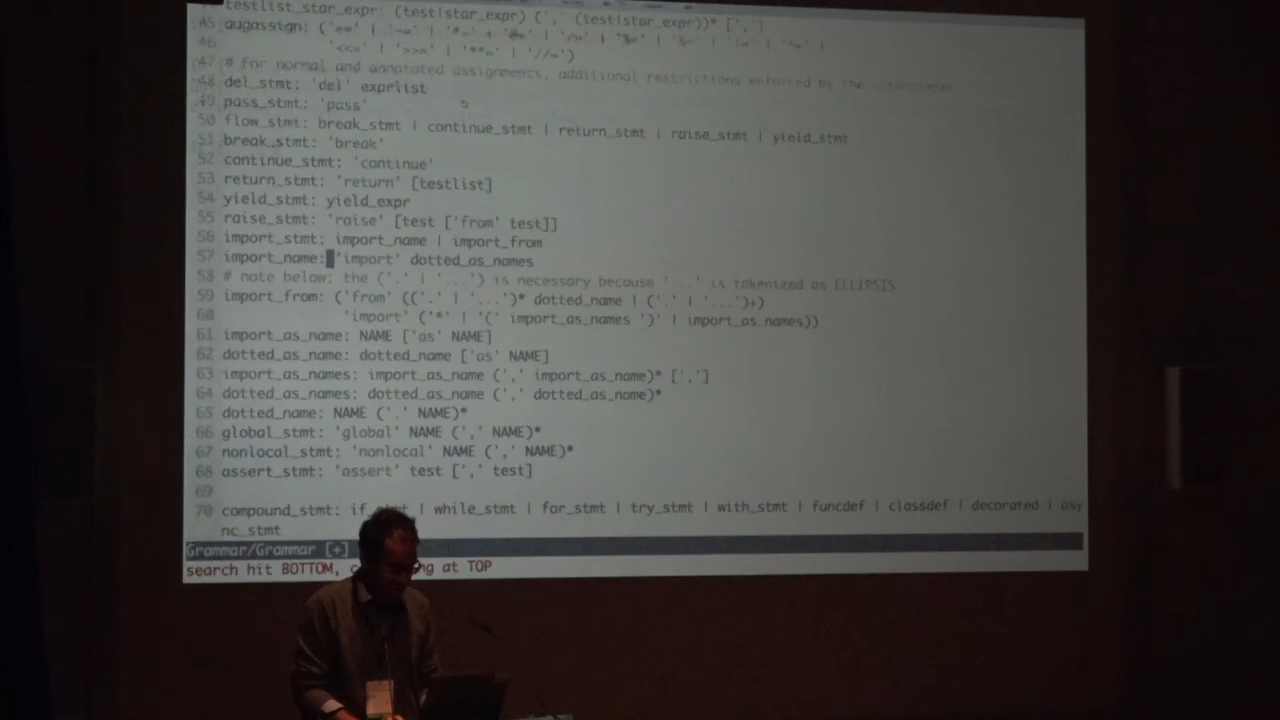 testlist_star_expr: (test|star_expr) (',' (test|star_expr))* [',']
45 augassign: ('+=' | '-=' | '*=' | '@=' | '/=' | '%=' | '&=' | '|=' | '^=' |
46 '<<=' | '>>=' | '**=' | '//=')
47 # for normal and annotated assignments, additional restrictions enforced by the interpreter
48 del_stmt: 'del' exprlist
49 pass_stmt: 'pass'
50 flow_stmt: break_stmt | continue_stmt | return_stmt | raise_stmt | yield_stmt
51 break_stmt: 'break'
52 continue_stmt: 'continue'
53 return_stmt: 'return' [testlist]
54 yield_stmt: yield_expr
55 raise_stmt: 'raise' [test ['from' test]]
56 import_stmt: import_name | import_from
57 import_name: 'import' dotted_as_names
58 # note below: the ('.' | '...') is necessary because '...' is tokenized as ELLIPSIS
59 import_from: ('from' (('.' | '...')* dotted_name | ('.' | '...')+)
60 'import' ('*' | '(' import_as_names ')' | import_as_names))
61 import_as_name: NAME ['as' NAME]
62 dotted_as_name: dotted_name ['as' NAME]
63 import_as_names: import_as_name (',' import_as_name)* [',']
64 dotted_as_names: dotted_as_name (',' dotted_as_name)*
65 dotted_name: NAME ('.' NAME)*
66 global_stmt: 'global' NAME (',' NAME)*
67 nonlocal_stmt: 'nonlocal' NAME (',' NAME)*
68 assert_stmt: 'assert' test [',' test]
69
70 compound_stmt: if_stmt | while_stmt | for_stmt | try_stmt | with_stmt | funcdef | classdef | decorated | asy
nc_stmt
Grammar/Grammar [+]
search hit BOTTOM, c ng at TOP